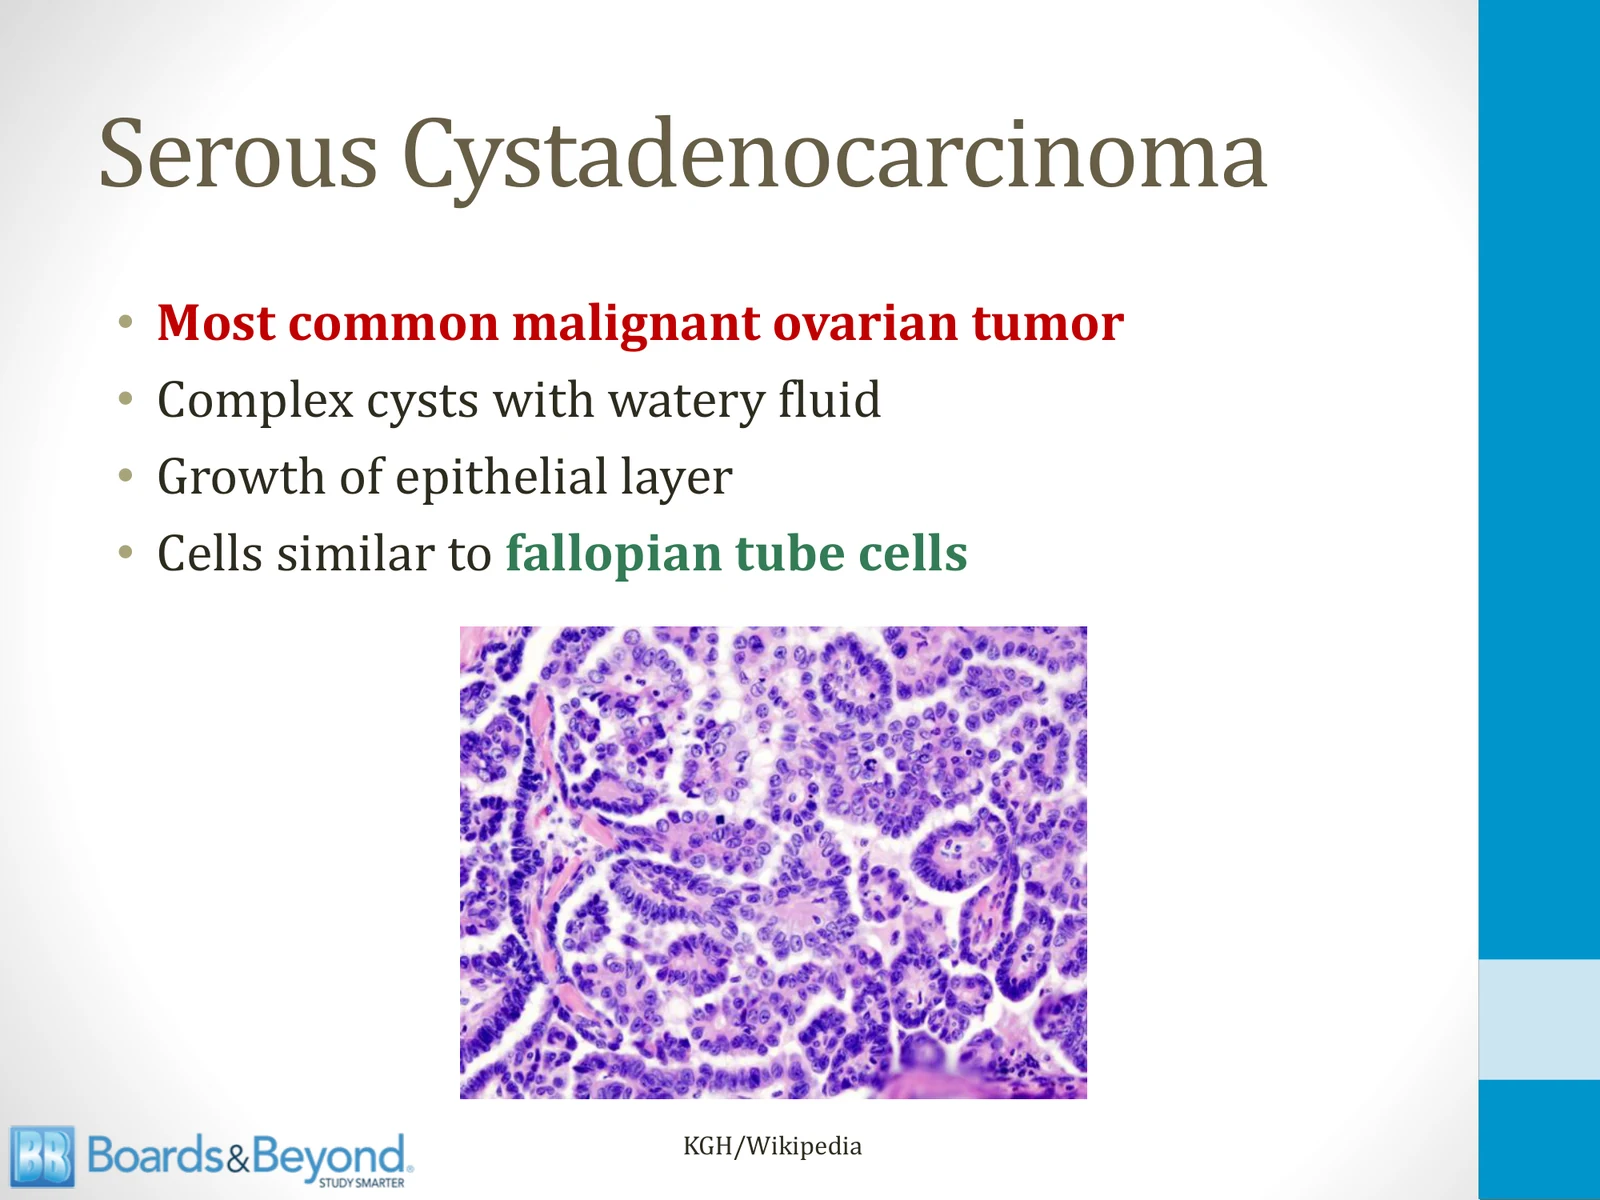 Serous Cystadenocarcinoma
• Most common malignant ovarian tumor
• Complex cysts with watery fluid
• Growth of epithelial layer
• Cells similar to fallopian tube cells
KGH/Wikipedia
BB Boards&Beyond®
STUDY SMARTER